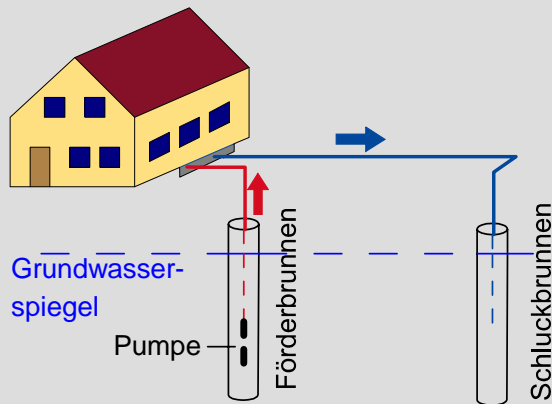 Grundwasser-
spiegel
Pumpe
Förderbrunnen
Schluckbrunnen